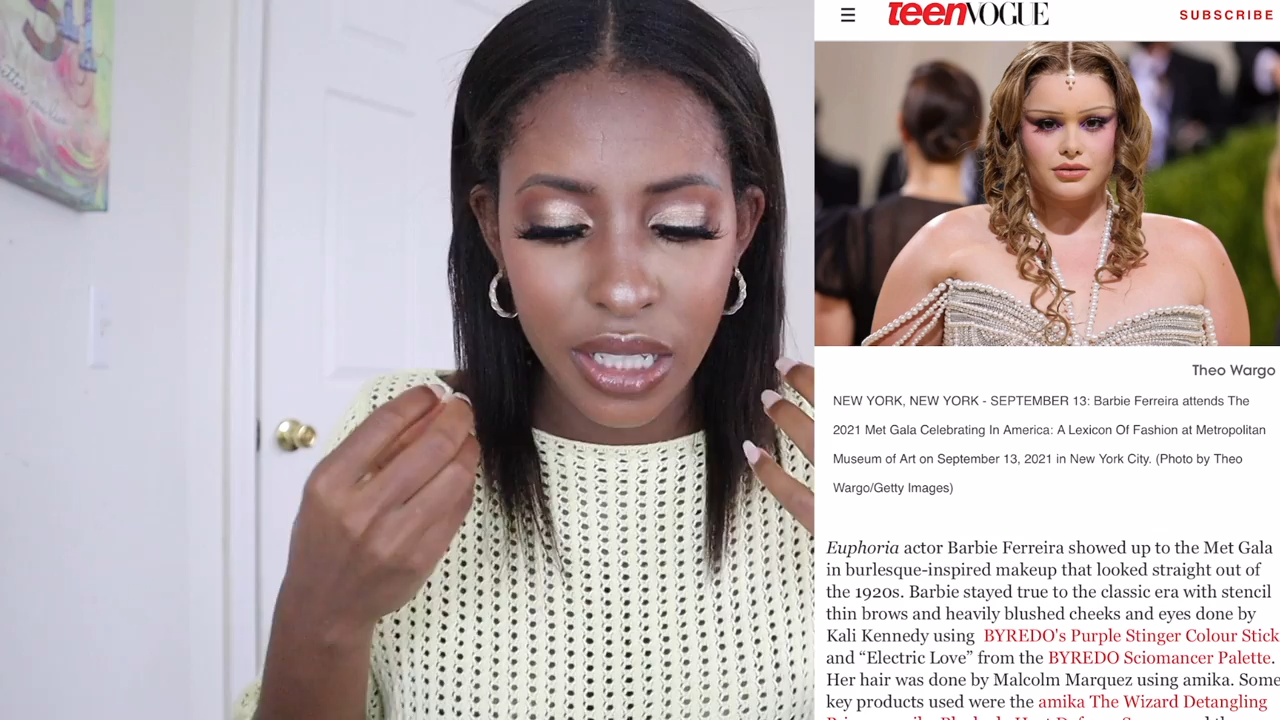 teenVOGUE
SUBSCRIBE
Theo Wargo
NEW YORK, NEW YORK - SEPTEMBER 13: Barbie Ferreira attends The
2021 Met Gala Celebrating In America: A Lexicon Of Fashion at Metropolitan
Museum of Art on September 13, 2021 in New York City. (Photo by Theo
Wargo/Getty Images)
Euphoria actor Barbie Ferreira showed up to the Met Gala
in burlesque-inspired makeup that looked straight out of
the 1920s. Barbie stayed true to the classic era with stencil
thin brows and heavily blushed cheeks and eyes done by
Kali Kennedy using BYREDO's Purple Stinger Colour Stick
and “Electric Love” from the BYREDO Sciomancer Palette.
Her hair was done by Malcolm Marquez using amika. Some
key products used were the amika The Wizard Detangling